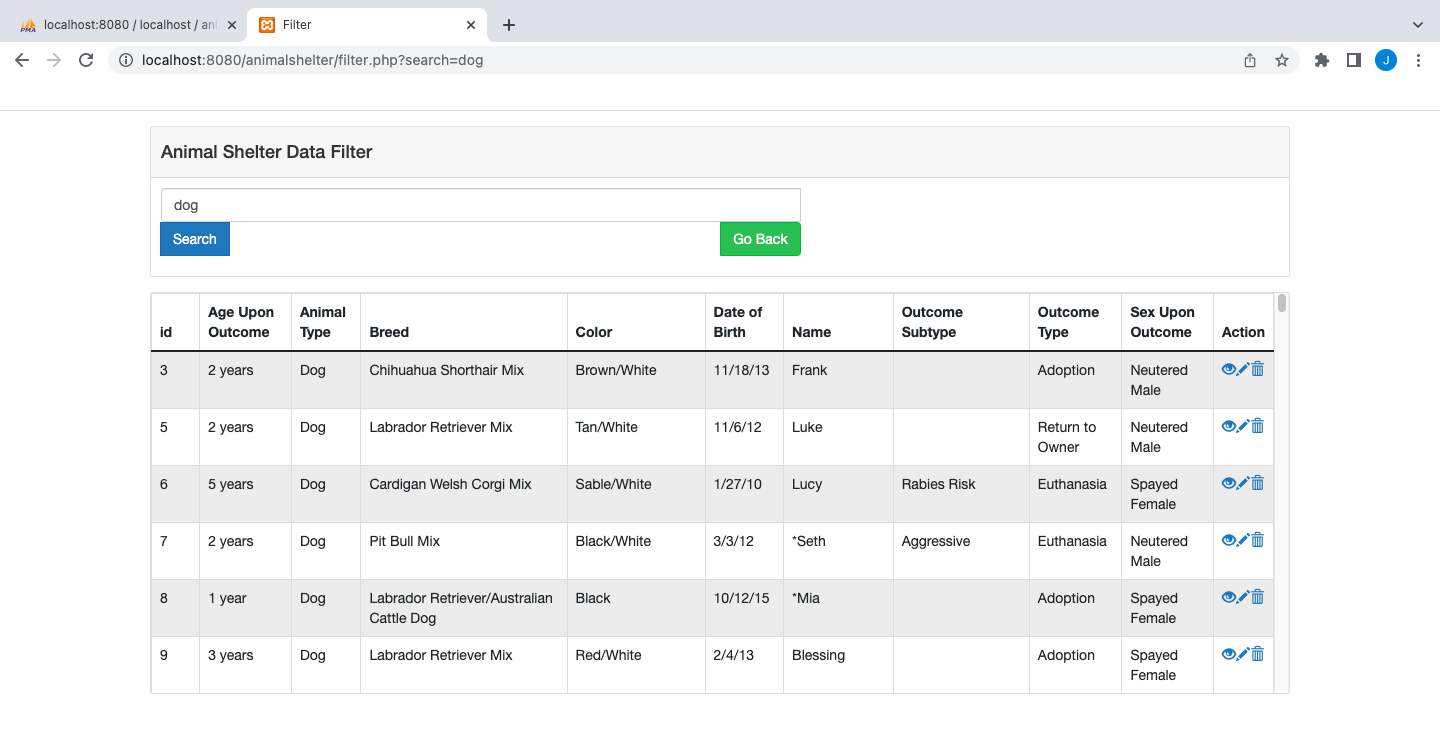 localhost:8080 / localhost / ani
Filter
localhost:8080/animalshelter/filter.php?search=dog
J
Animal Shelter Data Filter
dog
Search Go Back
id Age Upon Outcome Animal Type Breed Color Date of Birth Name Outcome Subtype Outcome Type Sex Upon Outcome Action
3 2 years Dog Chihuahua Shorthair Mix Brown/White 11/18/13 Frank Adoption Neutered Male
5 2 years Dog Labrador Retriever Mix Tan/White 11/6/12 Luke Return to Owner Neutered Male
6 5 years Dog Cardigan Welsh Corgi Mix Sable/White 1/27/10 Lucy Rabies Risk Euthanasia Spayed Female
7 2 years Dog Pit Bull Mix Black/White 3/3/12 *Seth Aggressive Euthanasia Neutered Male
8 1 year Dog Labrador Retriever/Australian Cattle Dog Black 10/12/15 *Mia Adoption Spayed Female
9 3 years Dog Labrador Retriever Mix Red/White 2/4/13 Blessing Adoption Spayed Female